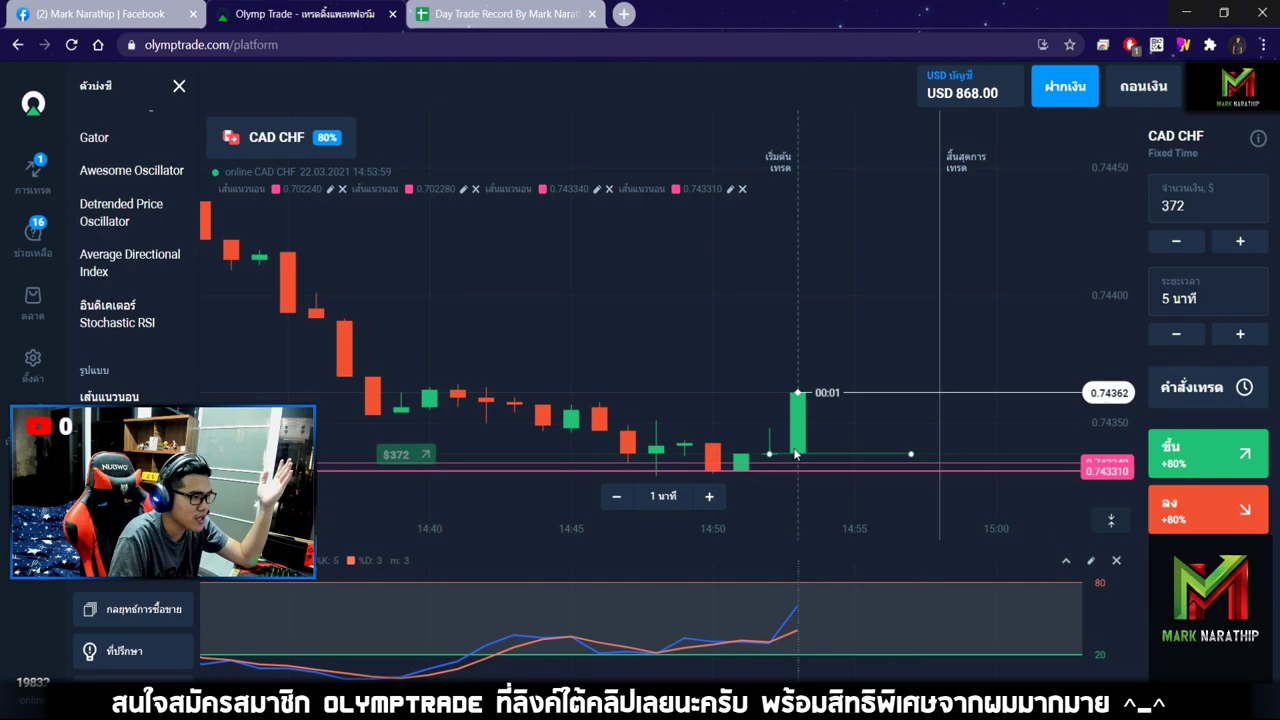 (2) Mark Narathip | Facebook
Olymp Trade - เทรดดิ้งแพลทฟอร์ม
Day Trade Record By Mark Narat
olymptrade.com/platform
1
ตัวบ่งชี้
USD บัญชี
USD 868.00
ฝากเงิน
ถอนเงิน
MARK NARATHIP
Gator
CAD CHF 80%
CAD CHF
Fixed Time
เริ่มต้น
เทรด
สิ้นสุดการ
เทรด
0.74450
1
การเทรด
Awesome Oscillator
online CAD CHF 22.03.2021 14:53:59
เส้นแนวนอน 0.702240 เส้นแนวนอน 0.702280 เส้นแนวนอน 0.743340 เส้นแนวนอน 0.743310
จำนวนเงิน, $
372
Detrended Price
Oscillator
16
ช่วยเหลือ
Average Directional
Index
ตลาด
อินดิเคเตอร์
Stochastic RSI
0.74400
ระยะเวลา
5 นาที
ตั้งค่า
รูปแบบ
เส้นแนวนอน
00:01
0.74362
คำสั่งเทรด
0.74350
0
NUBWO
$372
0.743310
ขึ้น
+80%
1 นาที
ลง
+80%
14:40
14:45
14:50
14:55
15:00
%K: 5 %D: 3 m: 3
80
20
กลยุทธ์การซื้อขาย
ที่ปรึกษา
MARK NARATHIP
19832
online
สนใจสมัครสมาชิก OLYMPTRADE ที่ลิงค์ใต้คลิปเลยนะครับ พร้อมสิทธิพิเศษจากผมมากมาย ^_^